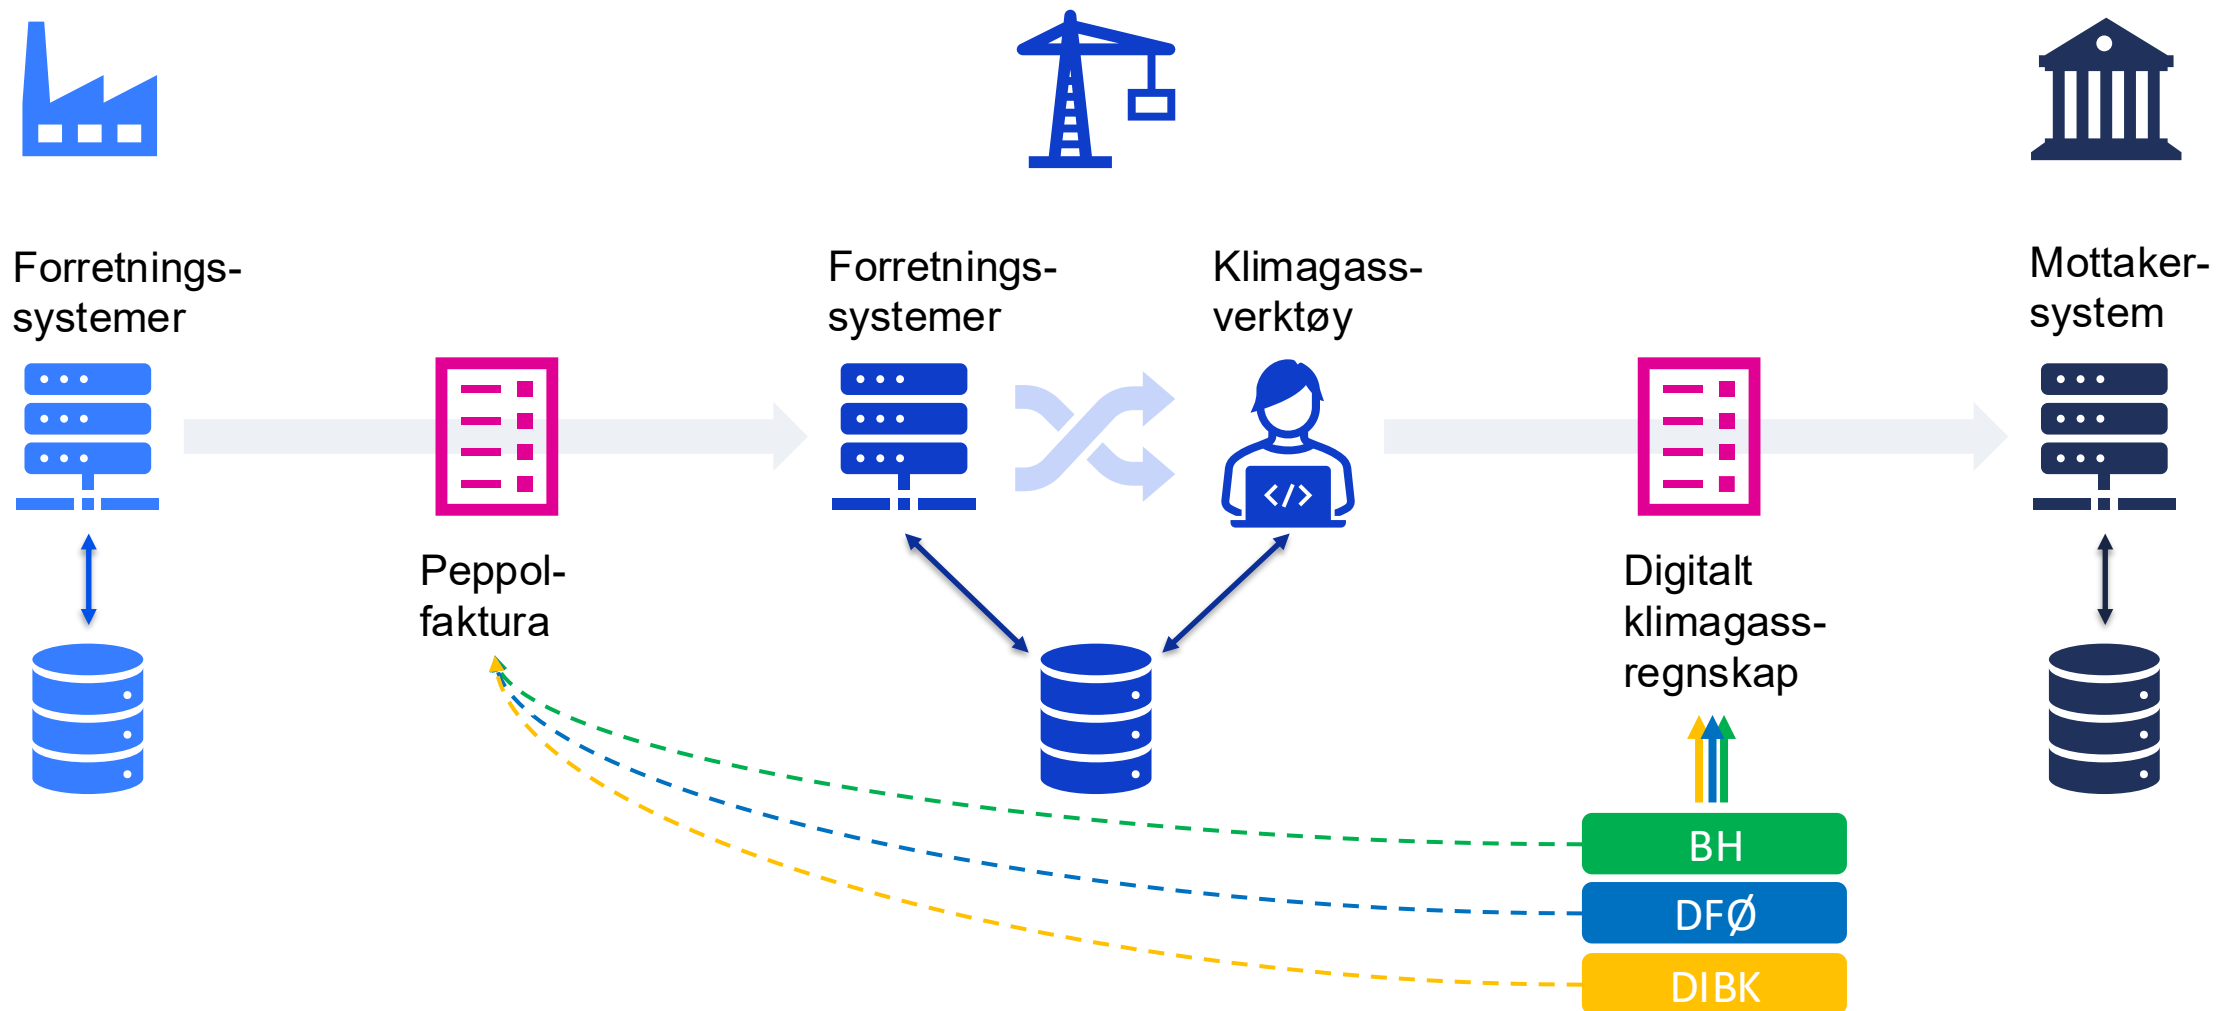 Forretnings-
systemer
Forretnings-
systemer
Klimagass-
verktøy
Mottaker-
system
</>
Peppol-
faktura
Digitalt
klimagass-
regnskap
BH
DFØ
DIBK